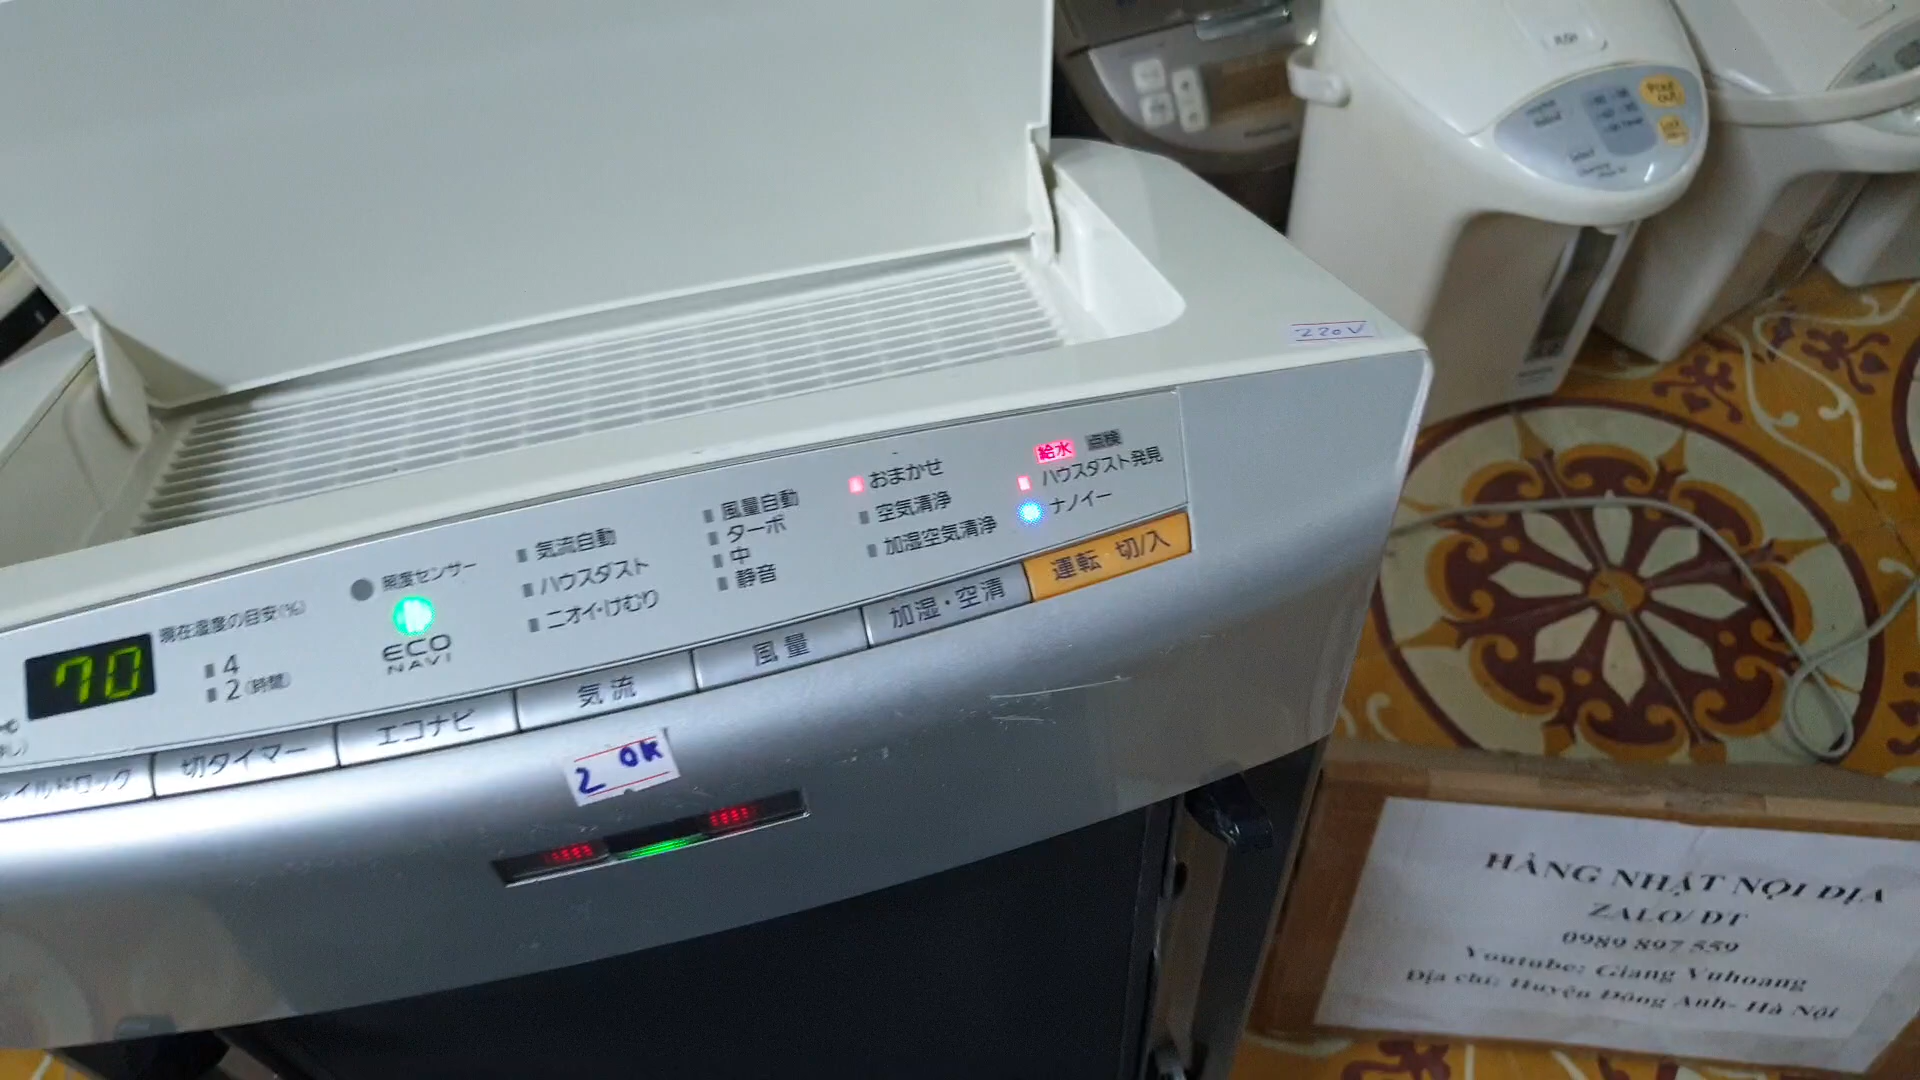 PUSH
220V
給水 点検
ハウスダスト発見
ナノイー
おまかせ
空気清浄
加湿空気清浄
風量自動
ターボ
中
静音
気流自動
ハウスダスト
ニオイ・けむり
照度センサー
ECO
NAVI
現在湿度の目安(%)
70
4
2(時間)
切タイマー
エコナビ
気流
風量
加湿・空清
運転 切/入
2 OK
HÀNG NHẬT NỘI ĐỊA
ZALO/ĐT
0989 897 559
Youtube: Giang Vuhoang
Địa chỉ: Huyện Đông Anh- Hà Nội